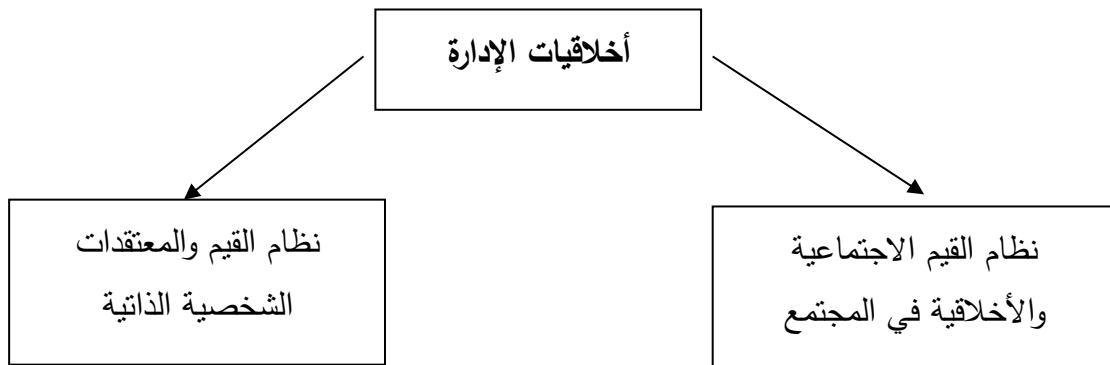 أخلاقيات الإدارة
نظام القيم الاجتماعية
والأخلاقية في المجتمع
نظام القيم والمعتقدات
الشخصية الذاتية